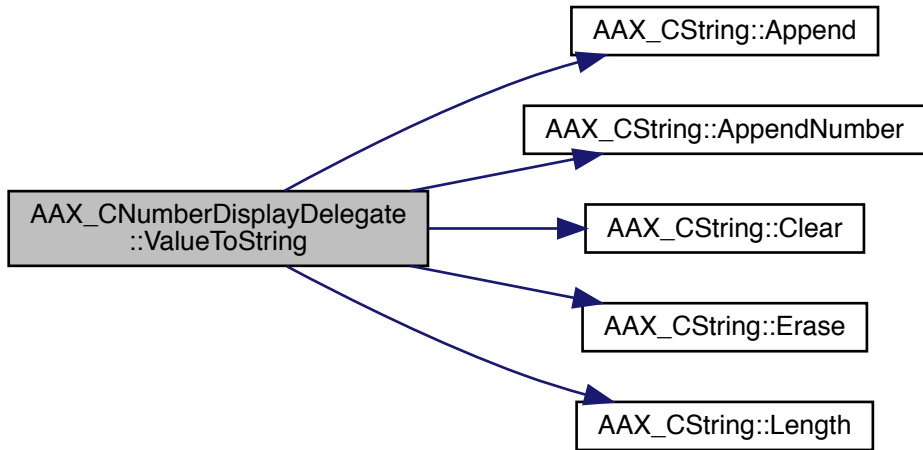 AAX_CString::Append
AAX_CString::AppendNumber
AAX_CNumberDisplayDelegate
::ValueToString
AAX_CString::Clear
AAX_CString::Erase
AAX_CString::Length